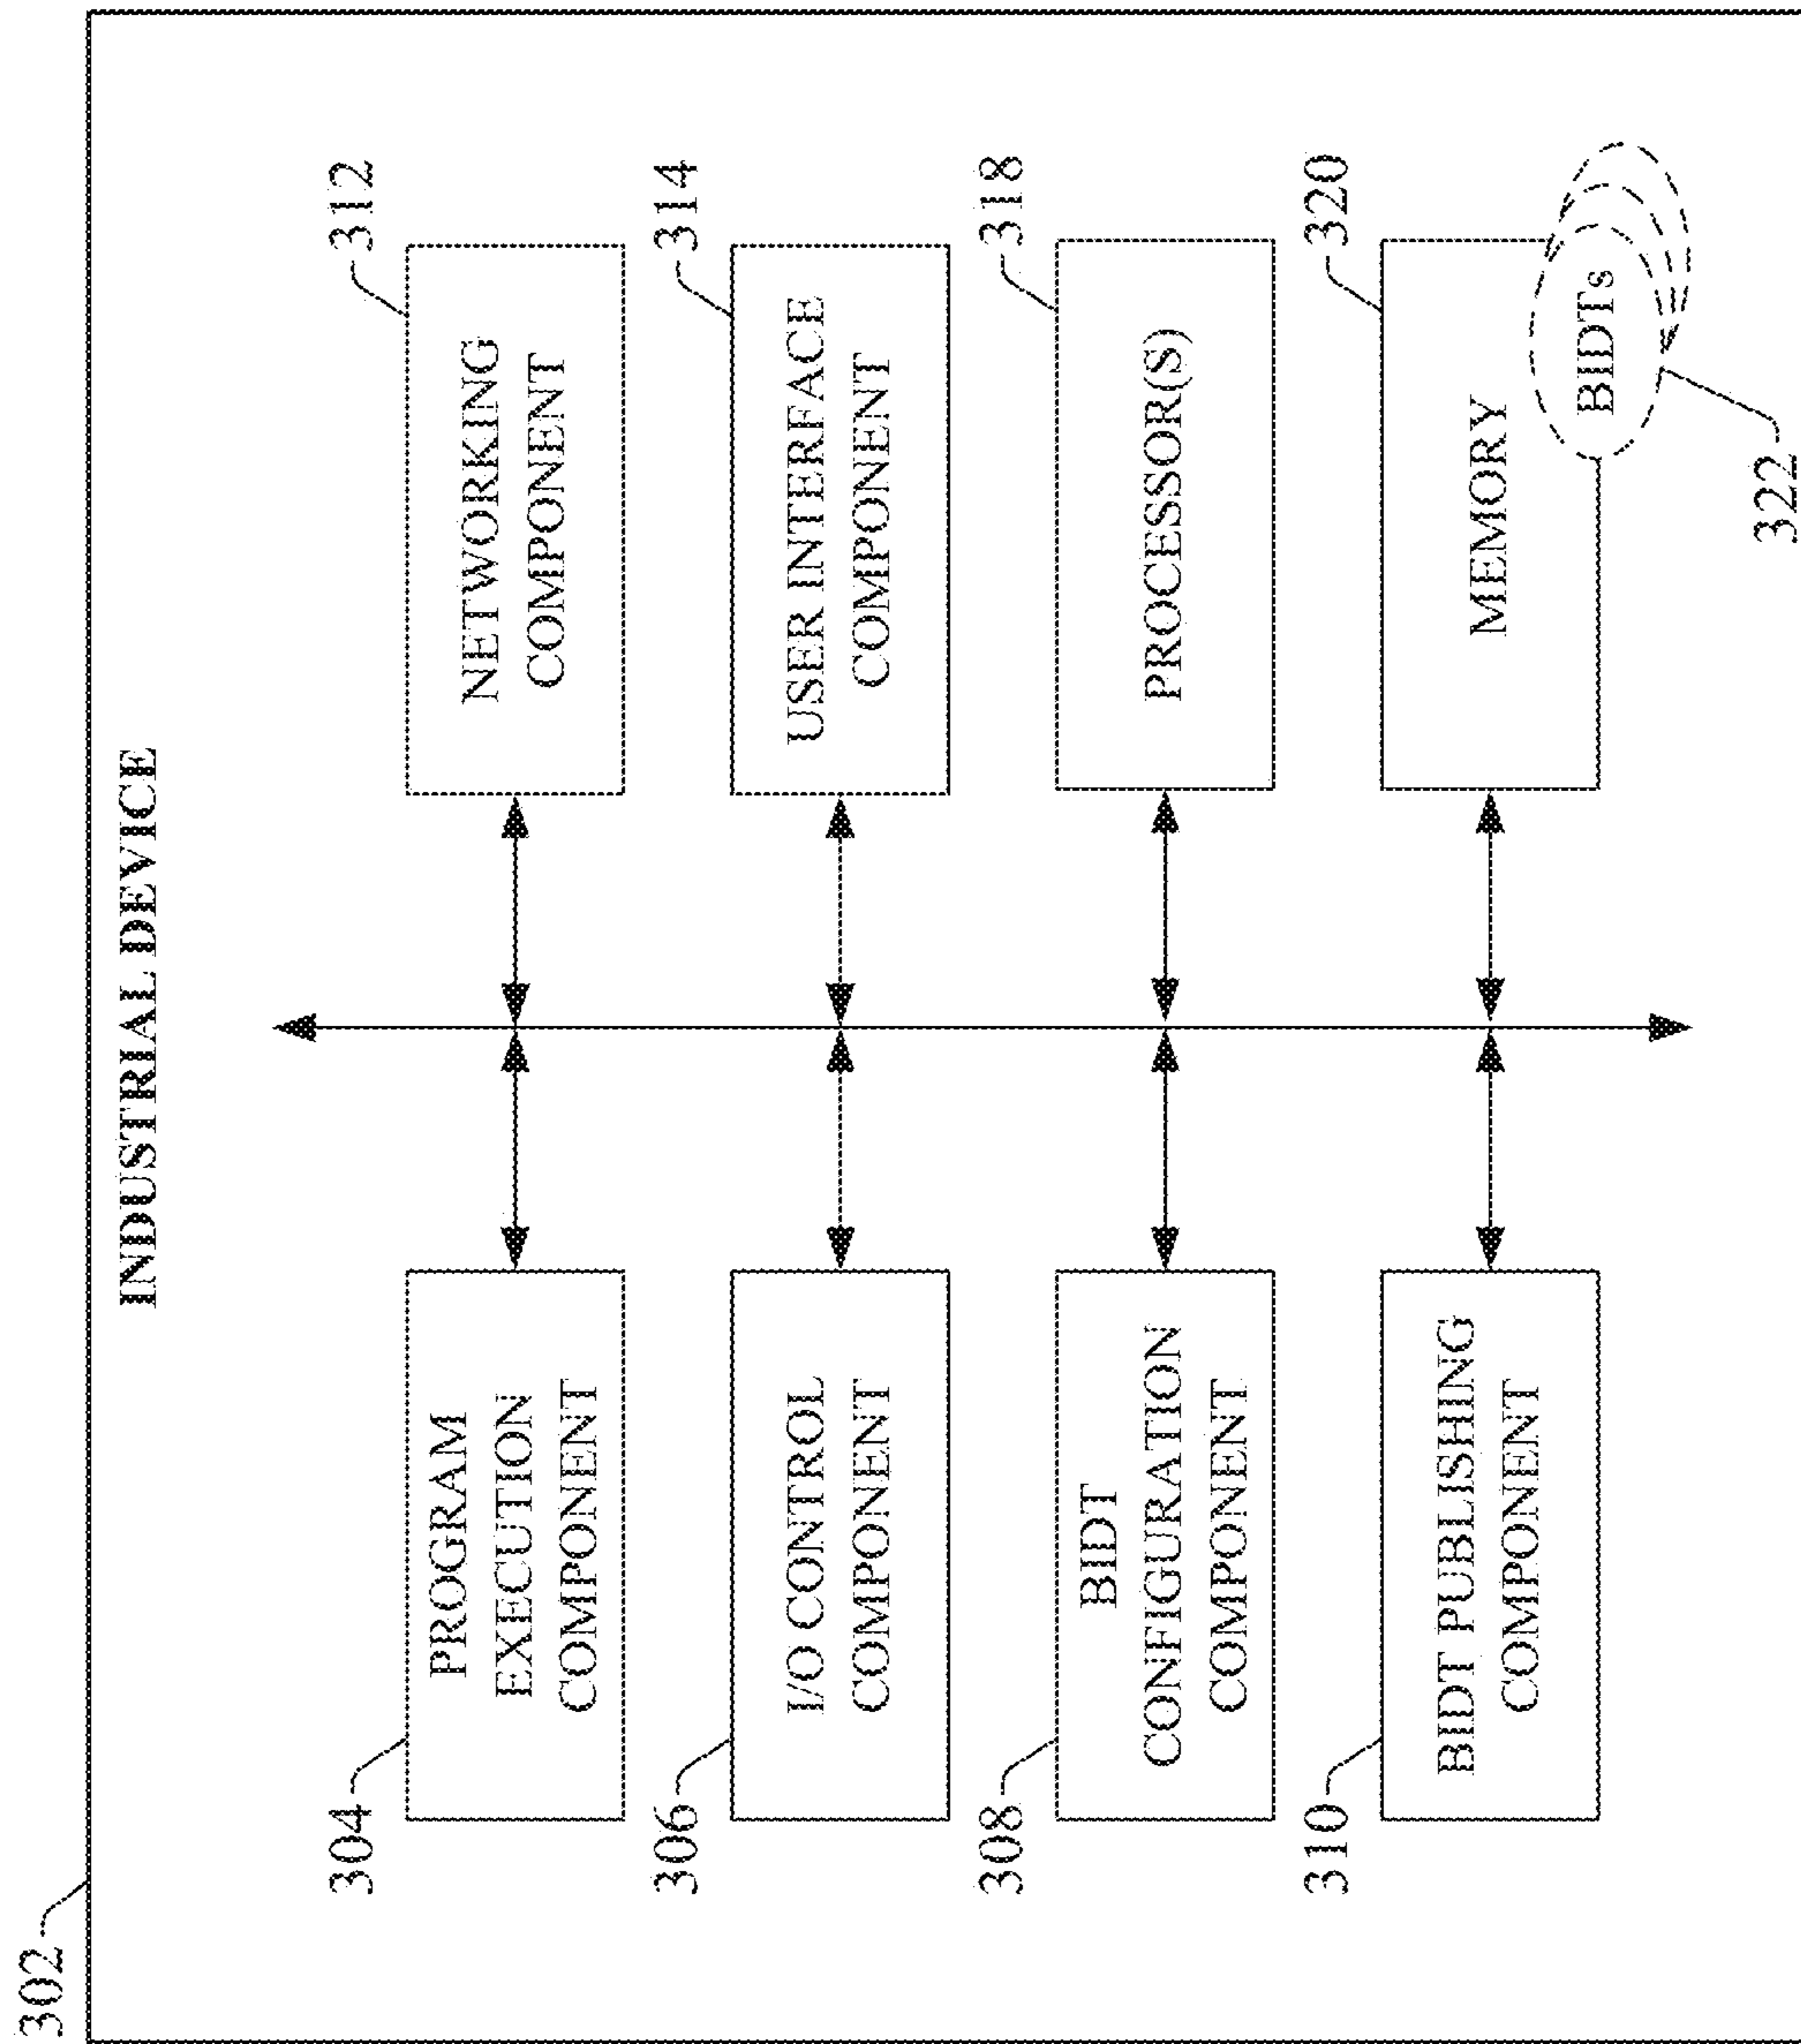 302
INDUSTRIAL DEVICE
304
PROGRAM
EXECUTION
COMPONENT
312
NETWORKING
COMPONENT
306
I/O CONTROL
COMPONENT
314
USER INTERFACE
COMPONENT
308
BIDT
CONFIGURATION
COMPONENT
318
PROCESSOR(S)
310
BIDT PUBLISHING
COMPONENT
320
MEMORY
BIDTs
322